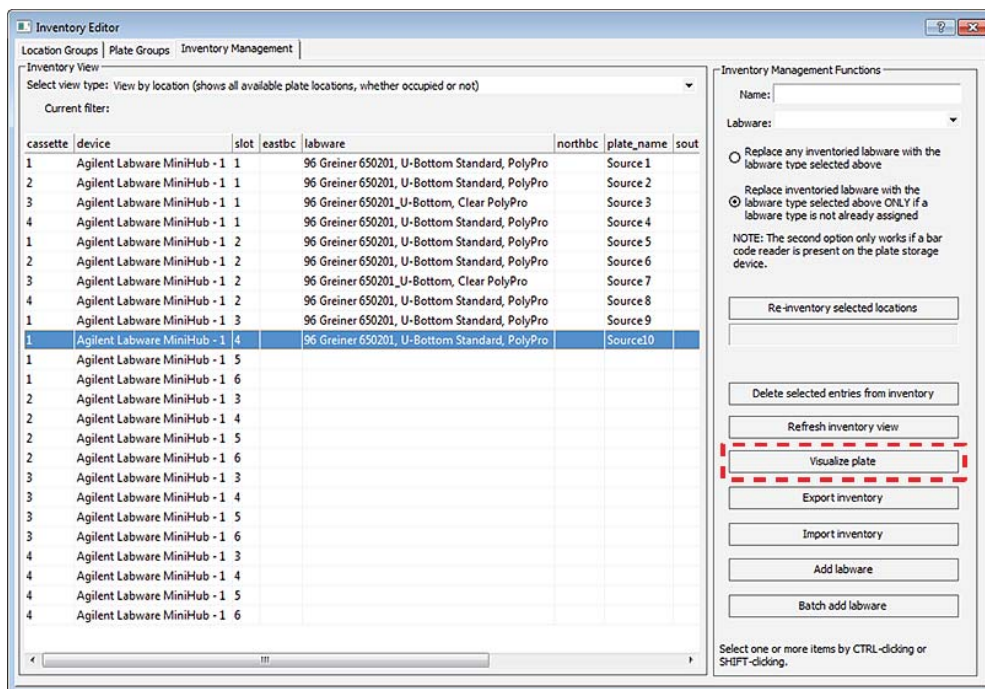 Inventory Editor
Location Groups Plate Groups Inventory Management
Inventory View
Select view type: View by location (shows all available plate locations, whether occupied or not)
Current filter:
cassette device slot eastbc labware northbc plate_name sout
1 Agilent Labware MiniHub - 1 1 96 Greiner 650201, U-Bottom Standard, PolyPro Source 1
2 Agilent Labware MiniHub - 1 1 96 Greiner 650201, U-Bottom Standard, PolyPro Source 2
3 Agilent Labware MiniHub - 1 1 96 Greiner 650201_U-Bottom, Clear PolyPro Source 3
4 Agilent Labware MiniHub - 1 1 96 Greiner 650201, U-Bottom Standard, PolyPro Source 4
1 Agilent Labware MiniHub - 1 2 96 Greiner 650201, U-Bottom Standard, PolyPro Source 5
2 Agilent Labware MiniHub - 1 2 96 Greiner 650201, U-Bottom Standard, PolyPro Source 6
3 Agilent Labware MiniHub - 1 2 96 Greiner 650201_U-Bottom, Clear PolyPro Source 7
4 Agilent Labware MiniHub - 1 2 96 Greiner 650201, U-Bottom Standard, PolyPro Source 8
1 Agilent Labware MiniHub - 1 3 96 Greiner 650201, U-Bottom Standard, PolyPro Source 9
1 Agilent Labware MiniHub - 1 4 96 Greiner 650201, U-Bottom Standard, PolyPro Source10
1 Agilent Labware MiniHub - 1 5
1 Agilent Labware MiniHub - 1 6
2 Agilent Labware MiniHub - 1 3
2 Agilent Labware MiniHub - 1 4
2 Agilent Labware MiniHub - 1 5
2 Agilent Labware MiniHub - 1 6
3 Agilent Labware MiniHub - 1 3
3 Agilent Labware MiniHub - 1 4
3 Agilent Labware MiniHub - 1 5
3 Agilent Labware MiniHub - 1 6
4 Agilent Labware MiniHub - 1 3
4 Agilent Labware MiniHub - 1 4
4 Agilent Labware MiniHub - 1 5
4 Agilent Labware MiniHub - 1 6
Inventory Management Functions
Name:
Labware:
Replace any inventoried labware with the
labware type selected above
Replace inventoried labware with the
labware type selected above ONLY if a
labware type is not already assigned
NOTE: The second option only works if a bar
code reader is present on the plate storage
device.
Re-inventory selected locations
Delete selected entries from inventory
Refresh inventory view
Visualize plate
Export inventory
Import inventory
Add labware
Batch add labware
Select one or more items by CTRL-clicking or
SHIFT-clicking.